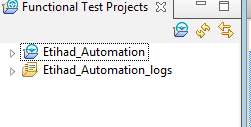 Functional Test Projects
Etihad_Automation
Etihad_Automation_logs